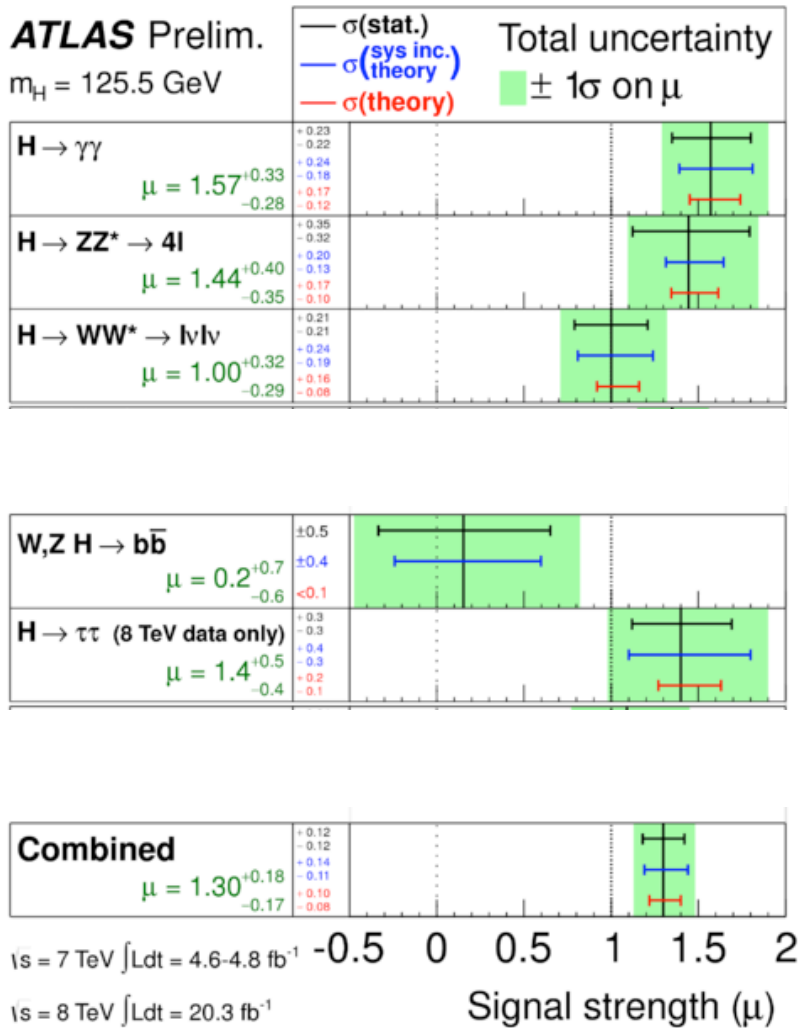 ATLAS Prelim.
m_H = 125.5 GeV
σ(stat.)
σ(sys inc. theory)
σ(theory)
Total uncertainty
± 1σ on μ
H → γγ
μ = 1.57 +0.33 −0.28
+ 0.23
- 0.22
+ 0.24
- 0.18
+ 0.17
- 0.12
H → ZZ* → 4l
μ = 1.44 +0.40 −0.35
+ 0.35
- 0.32
+ 0.20
- 0.13
+ 0.17
- 0.10
H → WW* → lνlν
μ = 1.00 +0.32 −0.29
+ 0.21
- 0.21
+ 0.24
- 0.19
+ 0.16
- 0.08
W,Z H → bb̅
μ = 0.2 +0.7 −0.6
±0.5
±0.4
<0.1
H → ττ (8 TeV data only)
μ = 1.4 +0.5 −0.4
+ 0.3
- 0.3
+ 0.4
- 0.3
+ 0.2
- 0.1
Combined
μ = 1.30 +0.18 −0.17
+ 0.12
- 0.12
+ 0.14
- 0.11
+ 0.10
- 0.08
-0.5 0 0.5 1 1.5 2
Signal strength (μ)
√s = 7 TeV ∫Ldt = 4.6-4.8 fb⁻¹
√s = 8 TeV ∫Ldt = 20.3 fb⁻¹